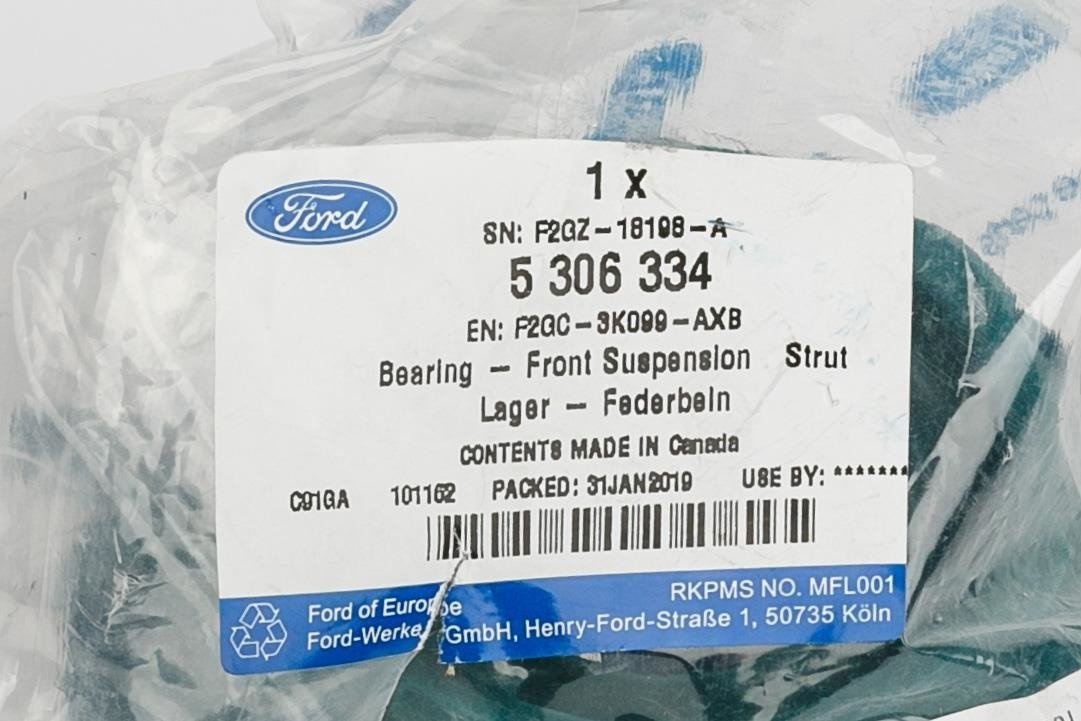 Ford
1 x
SN: F2GZ-18198-A
5 306 334
EN: F2GC-3K099-AXB
Bearing - Front Suspension Strut
Lager - Federbein
CONTENTS MADE IN Canada
C91GA 101162 PACKED: 31JAN2019 USE BY: *******
RKPMS NO. MFL001
Ford of Europe
Ford-Werke GmbH, Henry-Ford-Straße 1, 50735 Köln